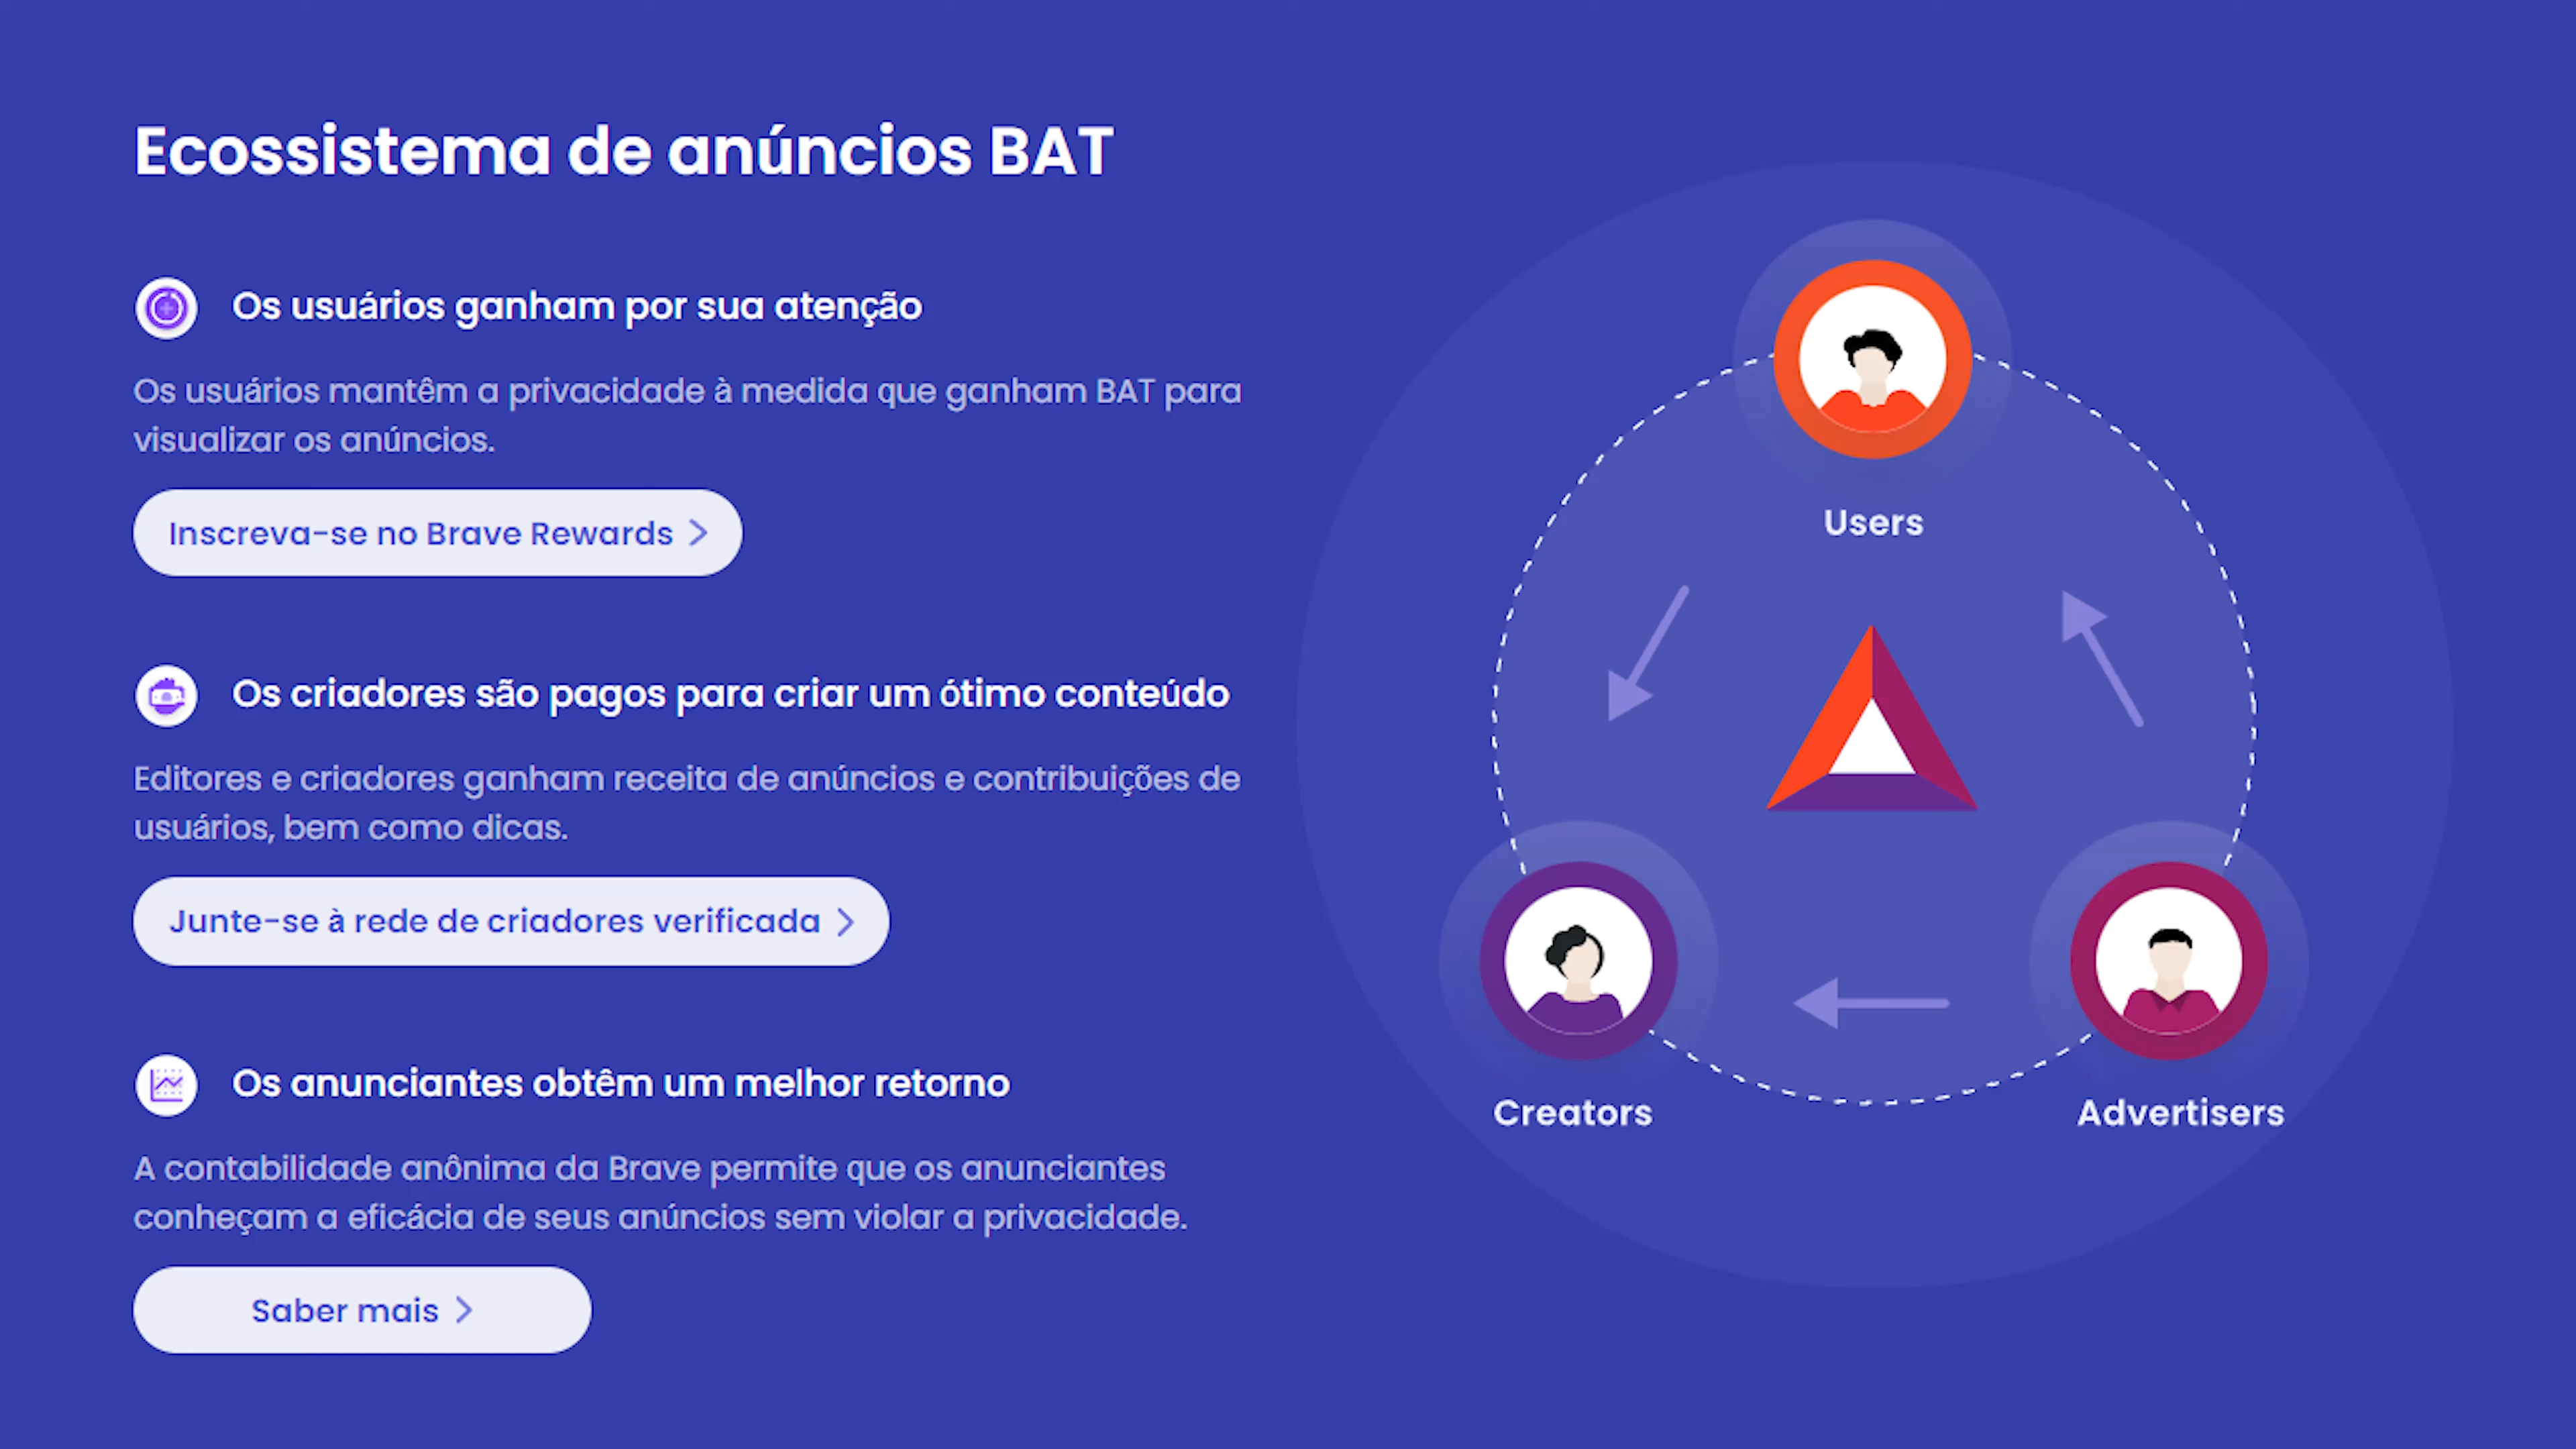 Ecossistema de anúncios BAT
Os usuários ganham por sua atenção
Os usuários mantêm a privacidade à medida que ganham BAT para
visualizar os anúncios.
Inscreva-se no Brave Rewards
Os criadores são pagos para criar um ótimo conteúdo
Editores e criadores ganham receita de anúncios e contribuições de
usuários, bem como dicas.
Junte-se à rede de criadores verificada
Os anunciantes obtêm um melhor retorno
A contabilidade anônima da Brave permite que os anunciantes
conheçam a eficácia de seus anúncios sem violar a privacidade.
Saber mais
Users
Creators
Advertisers